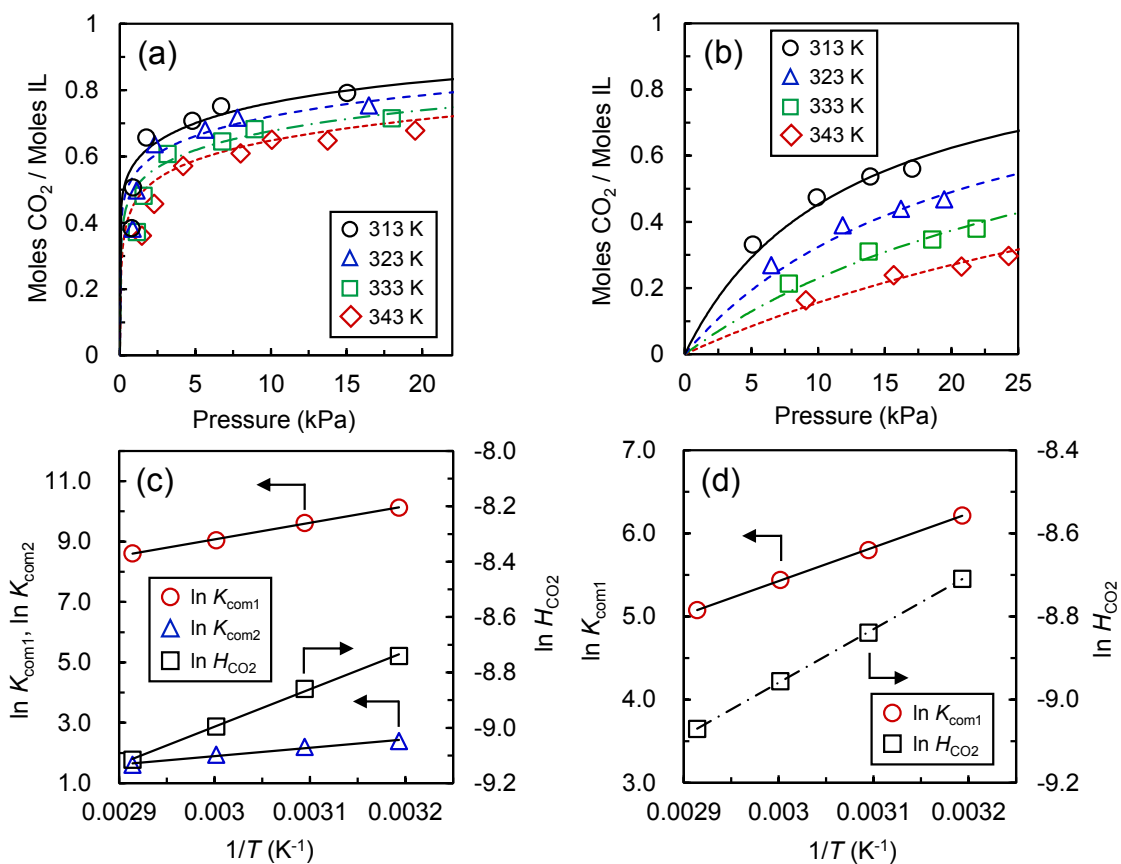 (a)
313 K
323 K
333 K
343 K
1
0.8
0.6
0.4
0.2
0
0
5
10
15
20
Moles CO2 / Moles IL
Pressure (kPa)
(b)
313 K
323 K
333 K
343 K
1
0.8
0.6
0.4
0.2
0
0
5
10
15
20
25
Moles CO2 / Moles IL
Pressure (kPa)
(c)
11.0
9.0
7.0
5.0
3.0
1.0
ln Kcom1, ln Kcom2
ln Kcom1
ln Kcom2
ln HCO2
-8.0
-8.2
-8.4
-8.6
-8.8
-9.0
-9.2
ln HCO2
0.0029
0.003
0.0031
0.0032
1/T (K-1)
(d)
7.0
6.0
5.0
4.0
3.0
ln Kcom1
ln Kcom1
ln HCO2
-8.4
-8.6
-8.8
-9.0
-9.2
ln HCO2
0.0029
0.003
0.0031
0.0032
1/T (K-1)